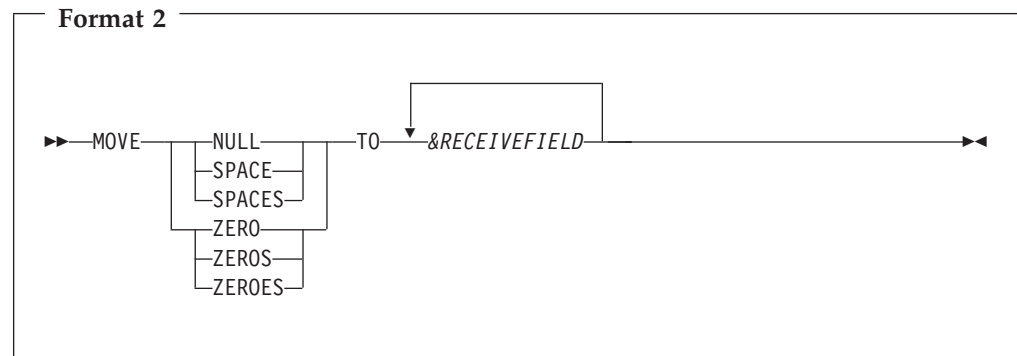 Format 2
MOVE NULL TO &RECEIVEFIELD
SPACE
SPACES
ZERO
ZEROS
ZEROES